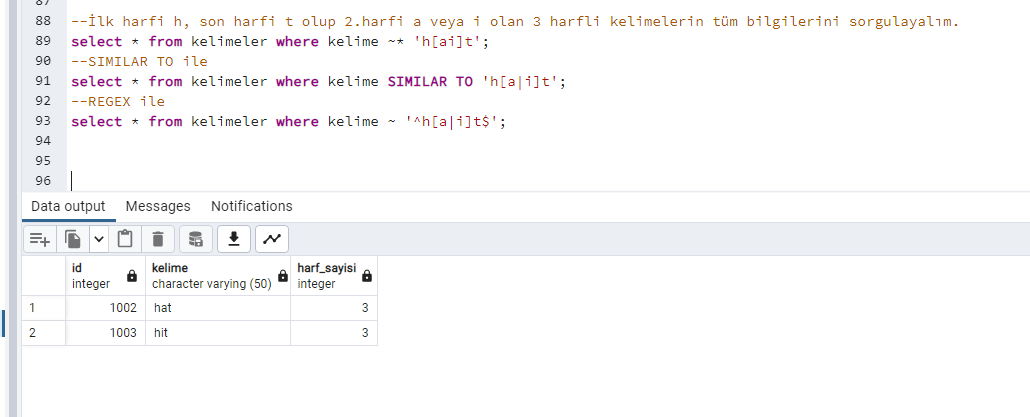 87
88 --İlk harfi h, son harfi t olup 2.harfi a veya i olan 3 harfli kelimelerin tüm bilgilerini sorgulayalım.
89 select * from kelimeler where kelime ~* 'h[ai]t';
90 --SIMILAR TO ile
91 select * from kelimeler where kelime SIMILAR TO 'h[a|i]t';
92 --REGEX ile
93 select * from kelimeler where kelime ~ '^h[a|i]t$';
94
95
96
Data output Messages Notifications
id kelime harf_sayisi
integer character varying (50) integer
1 1002 hat 3
2 1003 hit 3